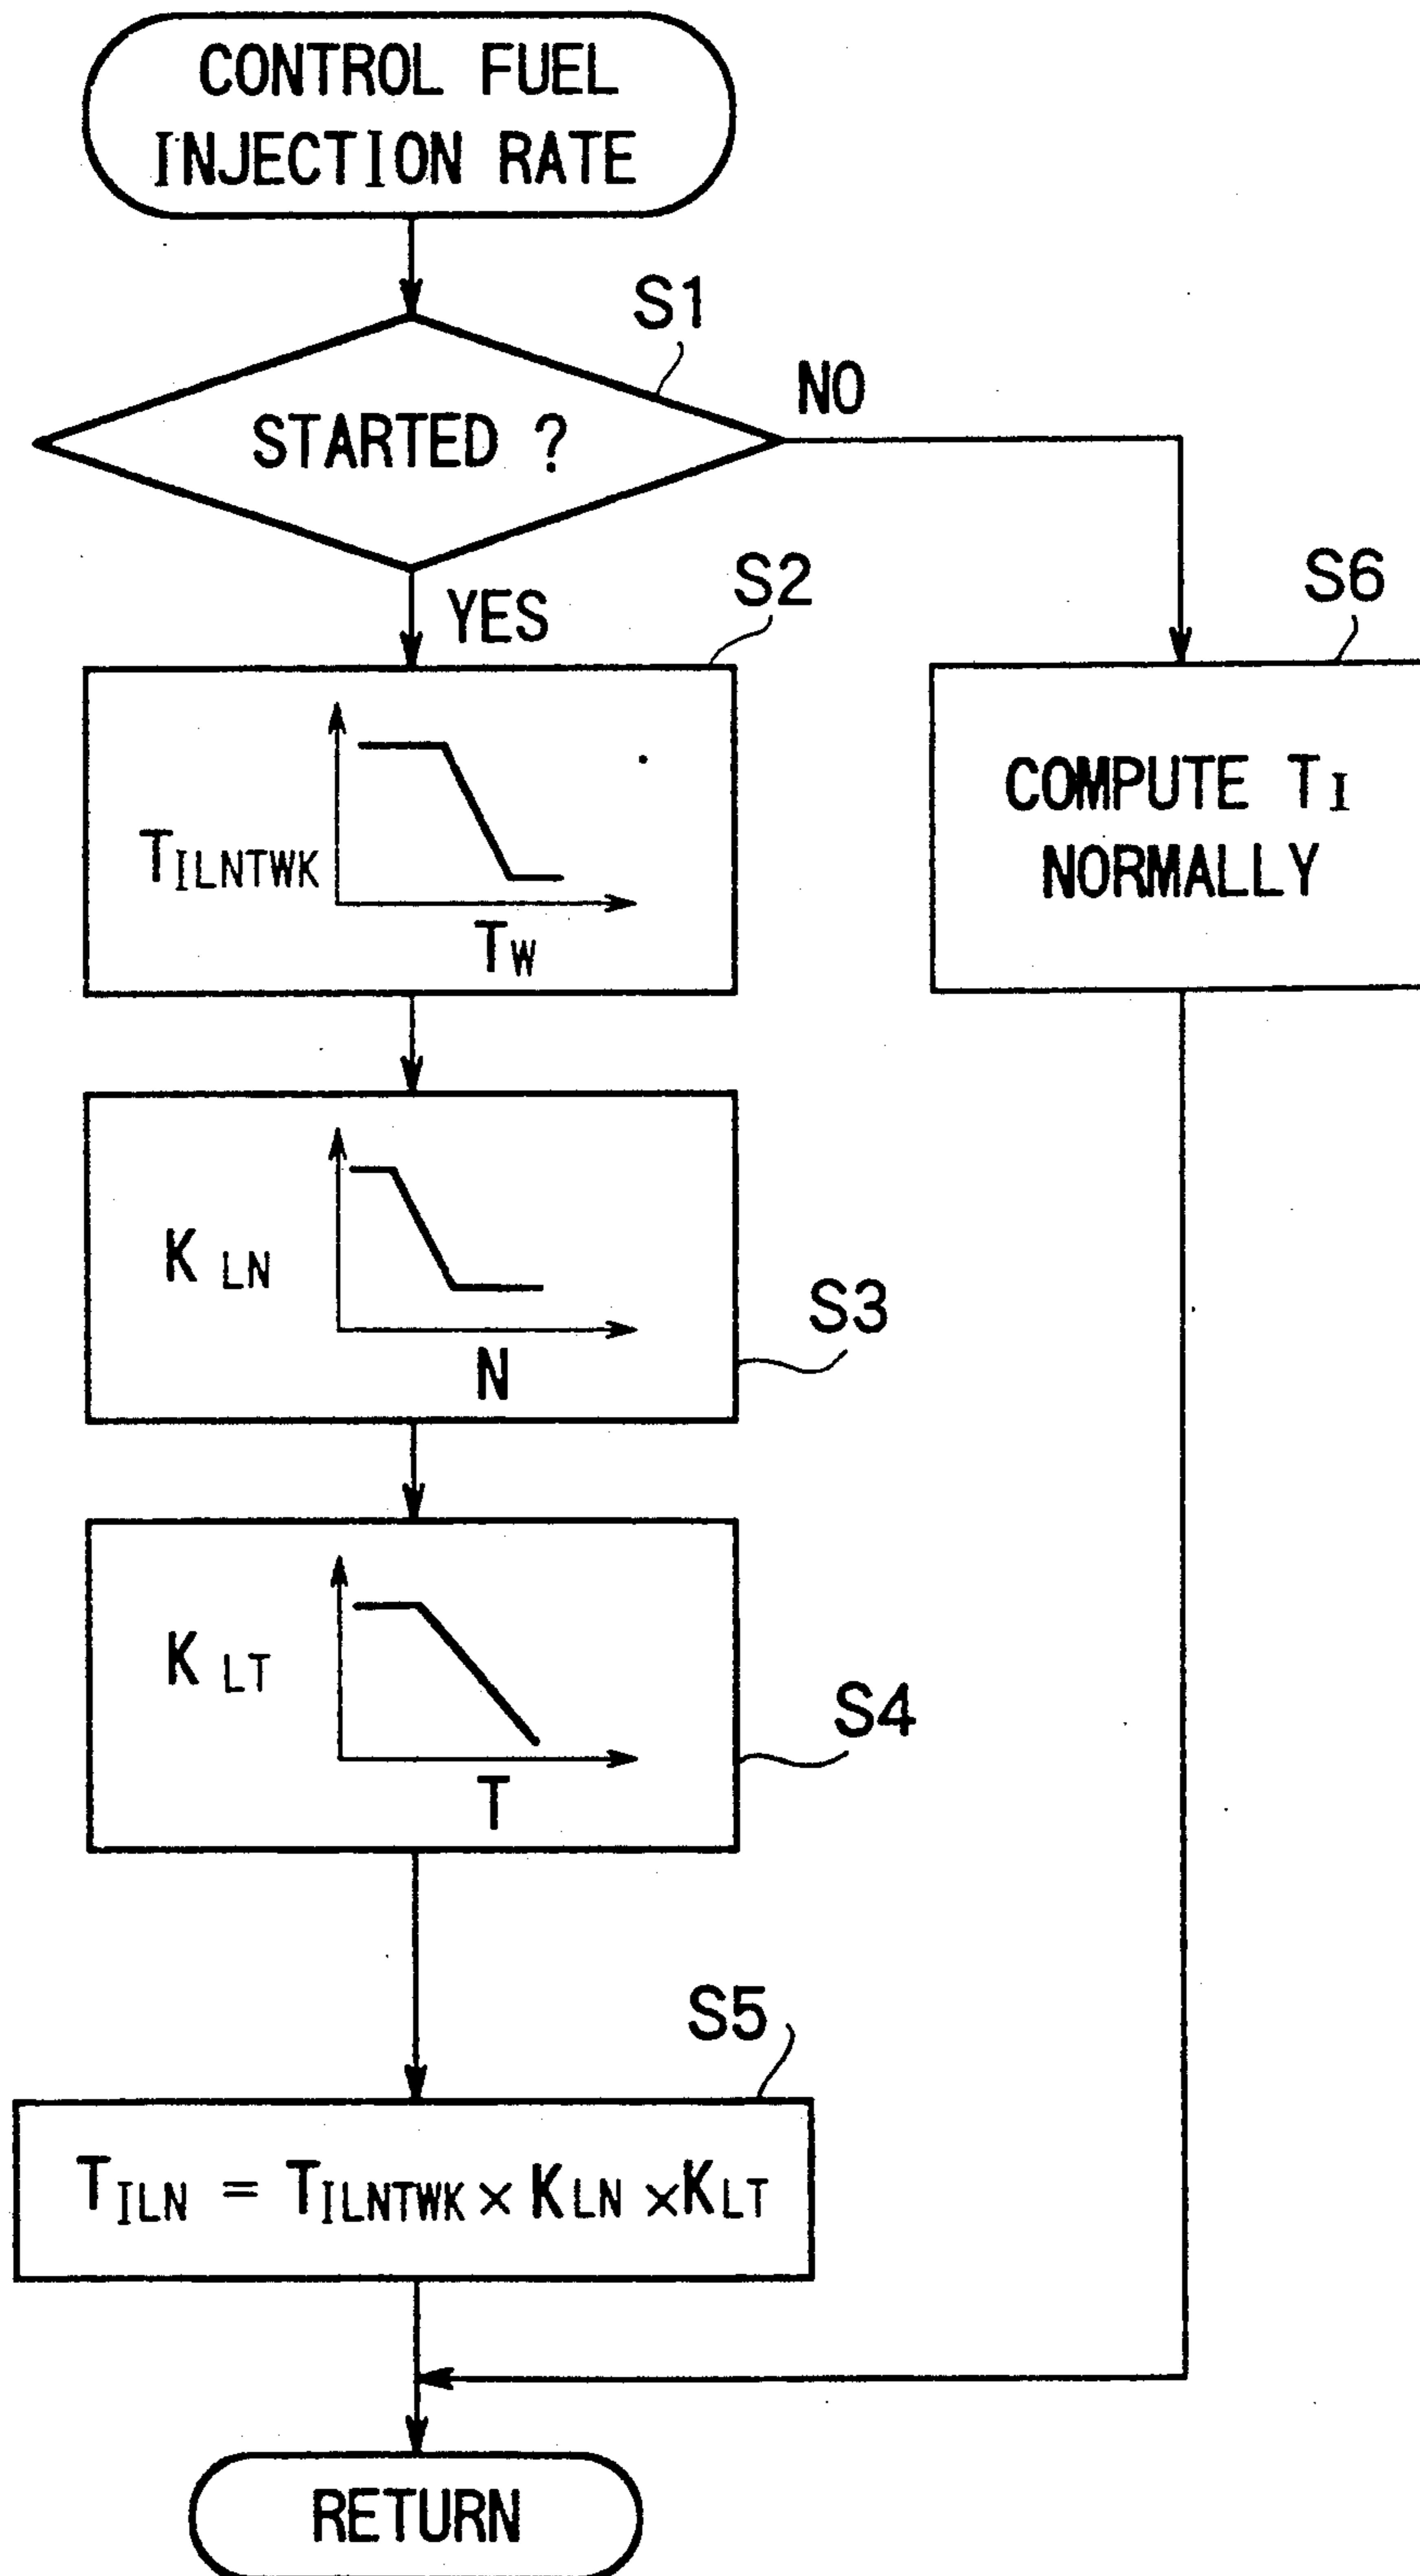 CONTROL FUEL
INJECTION RATE
S1
STARTED ?
NO
YES
S2
S6
TILNTWK
TW
COMPUTE TI
NORMALLY
KLN
N
S3
KLT
T
S4
S5
TILN = TILNTWK × KLN × KLT
RETURN